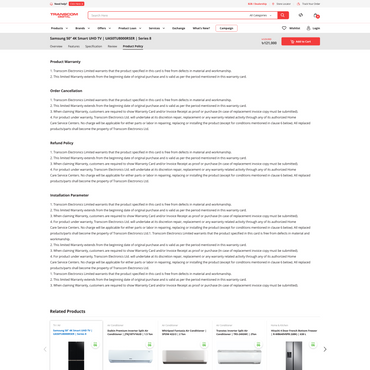 TRANSCOM
DIGITAL
All Categories
Products
Brands
Offers
Product Care
Services
Exchange
What's New?
Campaign
Wishlist
Login
Samsung 55" 4K Smart UHD TV | UA55TU8000RSER | Series 8
Overview
Features
Specification
Review
Product Policy
Add to Cart
Product Warranty
1. Transcom Electronics Limited warrants that the product specified in this card is free from defects in material and workmanship.
2. This limited Warranty extends from the beginning date of original purchase and is valid as per the period mentioned in this warranty card
Order Cancellation
1. Transcom Electronics Limited warrants that the product specified in this card is free from defects in material and workmanship.
2. This limited Warranty extends from the beginning date of original purchase and is valid as per the period mentioned in this warranty card
3. When claiming Warranty, customers are required to show Warranty Card and/or Invoice Receipt as proof of purchase (in case of replacement invoice copy must be submitted).
4. For product under warranty: Transcom Electronics Ltd. will undertake at its discretion repair, replacement or any warranty-related activity through any of its authorized Home
Care Service Centers. No charge will be applicable for either parts or labor in repairing, replacing or installing the product (except for conditions mentioned in clause 6 below). All replaced
products/parts shall become the property of Transcom Electronics Ltd.
Refund Policy
1. Transcom Electronics Limited warrants that the product specified in this card is free from defects in material and workmanship.
2. This limited Warranty extends from the beginning date of original purchase and is valid as per the period mentioned in this warranty card
3. When claiming Warranty, customers are required to show Warranty Card and/or Invoice Receipt as proof of purchase (in case of replacement invoice copy must be submitted).
4. For product under warranty: Transcom Electronics Ltd. will undertake at its discretion repair, replacement or any warranty-related activity through any of its authorized Home
Care Service Centers. No charge will be applicable for either parts or labor in repairing, replacing or installing the product (except for conditions mentioned in clause 6 below). All replaced
products/parts shall become the property of Transcom Electronics Ltd.
Installation Parameter
1. Transcom Electronics Limited warrants that the product specified in this card is free from defects in material and workmanship.
2. This limited Warranty extends from the beginning date of original purchase and is valid as per the period mentioned in this warranty card
3. When claiming Warranty, customers are required to show Warranty Card and/or Invoice Receipt as proof of purchase (in case of replacement invoice copy must be submitted).
4. For product under warranty: Transcom Electronics Ltd. will undertake at its discretion repair, replacement or any warranty-related activity through any of its authorized Home
Care Service Centers. No charge will be applicable for either parts or labor in repairing, replacing or installing the product (except for conditions mentioned in clause 6 below). All replaced
products/parts shall become the property of Transcom Electronics Ltd.1. Transcom Electronics Limited warrants that the product specified in this card is free from defects in material and
workmanship.
2. This limited Warranty extends from the beginning date of original purchase and is valid as per the period mentioned in this warranty card
3. When claiming Warranty, customers are required to show Warranty Card and/or Invoice Receipt as proof of purchase (in case of replacement invoice copy must be submitted).
4. For product under warranty: Transcom Electronics Ltd. will undertake at its discretion repair, replacement or any warranty-related activity through any of its authorized Home
Care Service Centers. No charge will be applicable for either parts or labor in repairing, replacing or installing the product (except for conditions mentioned in clause 6 below). All replaced
products/parts shall become the property of Transcom Electronics Ltd.
1. Transcom Electronics Limited warrants that the product specified in this card is free from defects in material and workmanship.
2. This limited Warranty extends from the beginning date of original purchase and is valid as per the period mentioned in this warranty card
3. When claiming Warranty, customers are required to show Warranty Card and/or Invoice Receipt as proof of purchase (in case of replacement invoice copy must be submitted).
Related Products